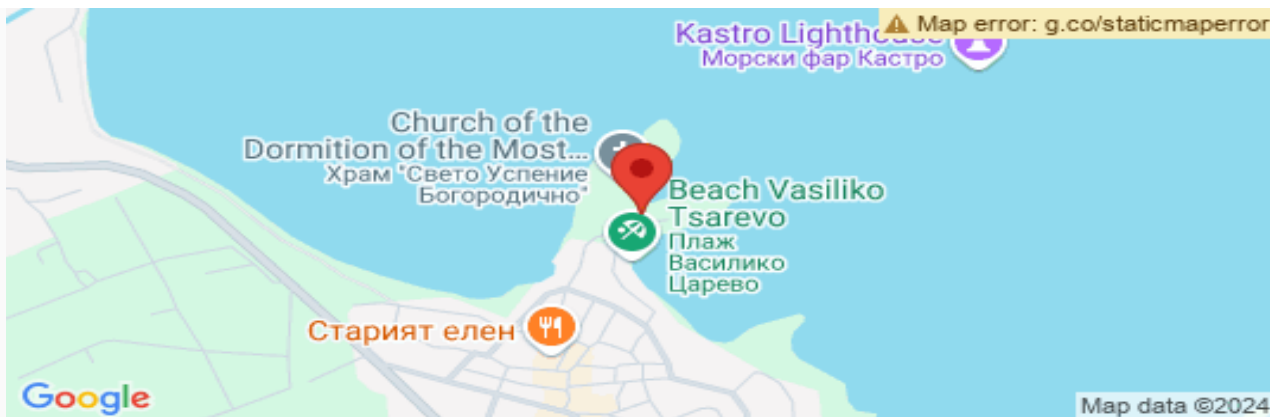 Map error: g.co/staticmaperror
Kastro Lighthouse
Морски фар Кастро
Church of the
Dormition of the Most...
Храм "Свето Успение
Богородично"
Beach Vasiliko
Tsarevo
Плаж
Василико
Царево
Старият елен
Google
Map data ©2024